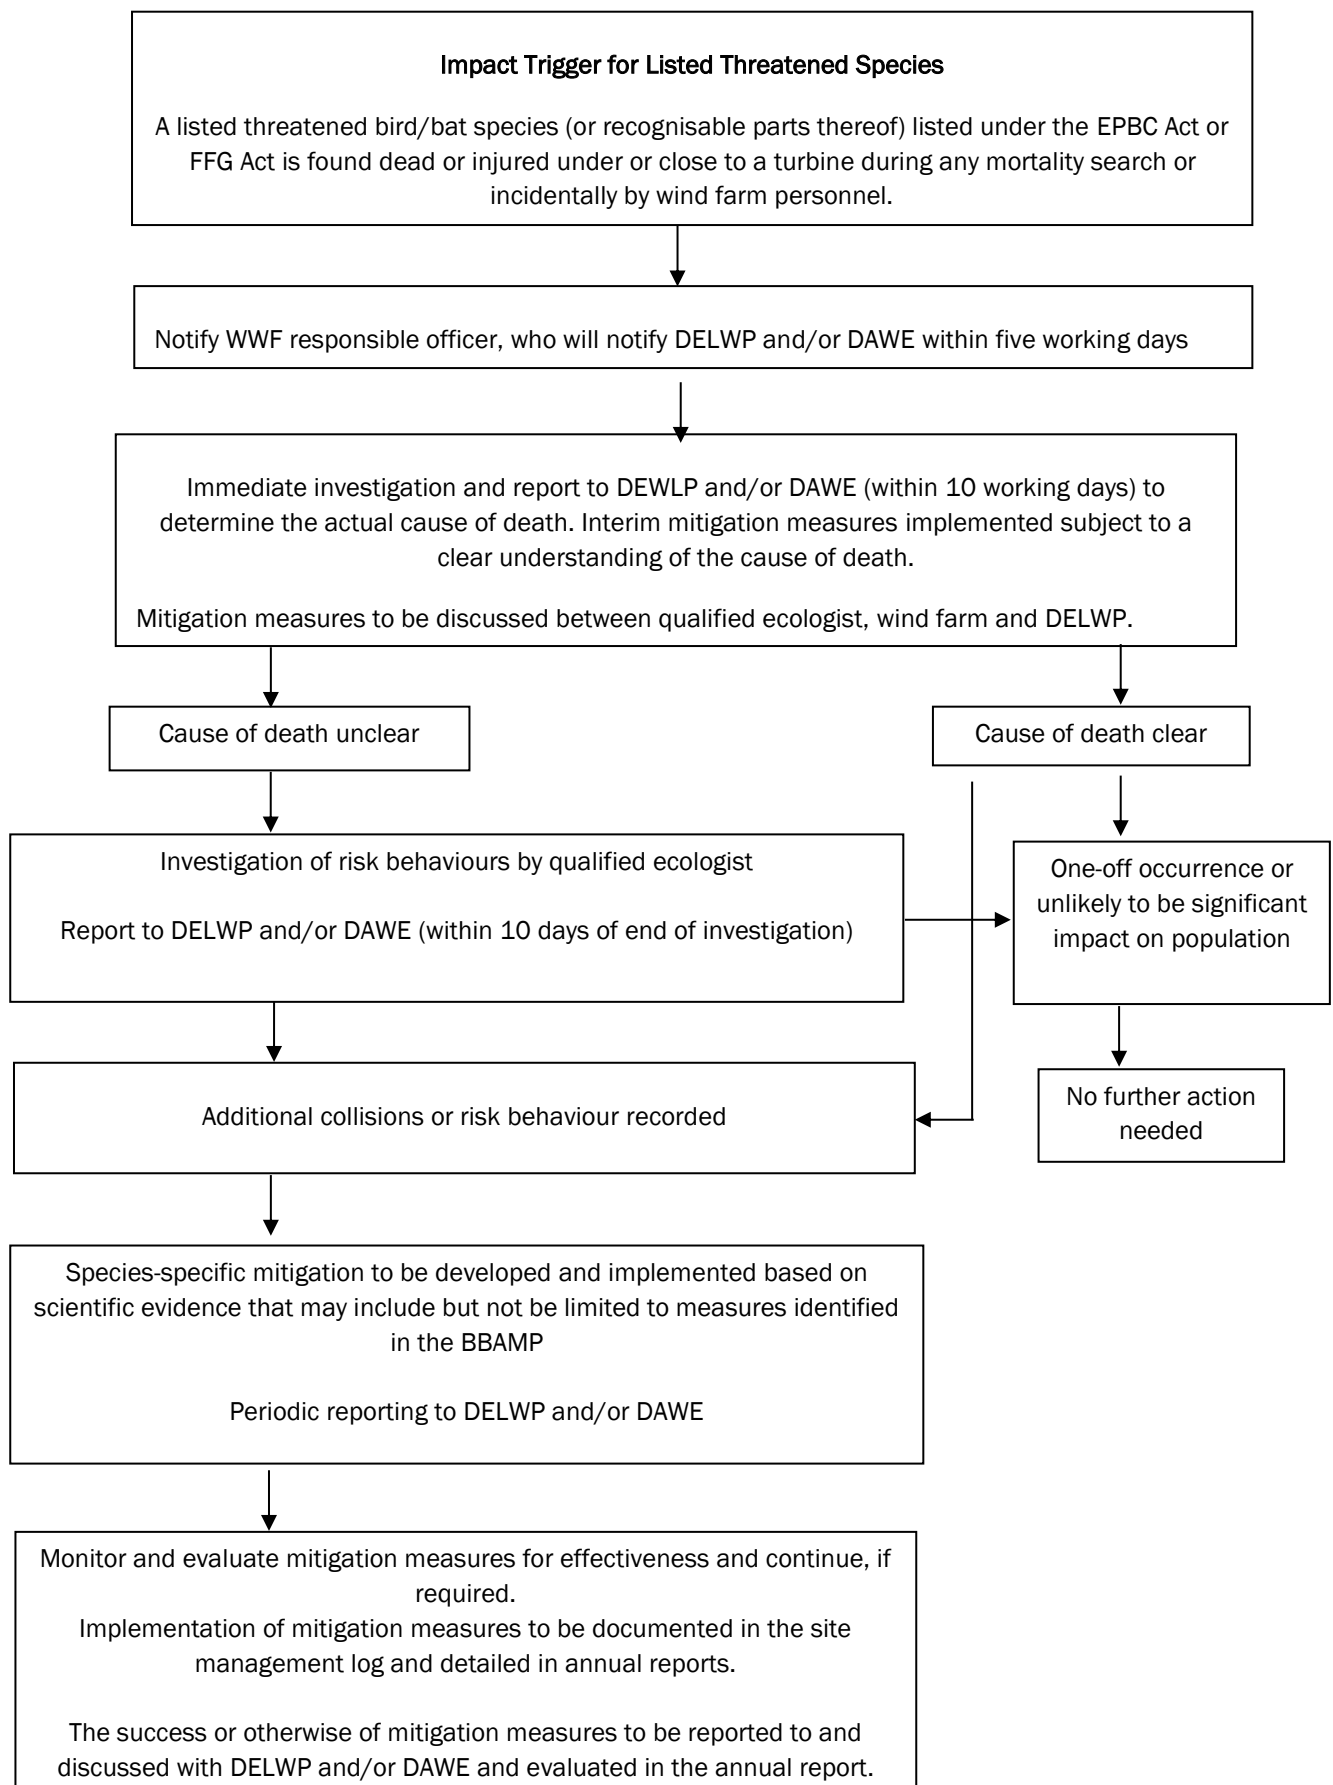 Impact Trigger for Listed Threatened Species
A listed threatened bird/bat species (or recognisable parts thereof) listed under the EPBC Act or
FFG Act is found dead or injured under or close to a turbine during any mortality search or
incidentally by wind farm personnel.
Notify WWF responsible officer, who will notify DELWP and/or DAWE within five working days
Immediate investigation and report to DEWLP and/or DAWE (within 10 working days) to
determine the actual cause of death. Interim mitigation measures implemented subject to a
clear understanding of the cause of death.
Mitigation measures to be discussed between qualified ecologist, wind farm and DELWP.
Cause of death unclear
Cause of death clear
Investigation of risk behaviours by qualified ecologist
Report to DELWP and/or DAWE (within 10 days of end of investigation)
One-off occurrence or
unlikely to be significant
impact on population
Additional collisions or risk behaviour recorded
No further action
needed
Species-specific mitigation to be developed and implemented based on
scientific evidence that may include but not be limited to measures identified
in the BBAMP
Periodic reporting to DELWP and/or DAWE
Monitor and evaluate mitigation measures for effectiveness and continue, if
required.
Implementation of mitigation measures to be documented in the site
management log and detailed in annual reports.
The success or otherwise of mitigation measures to be reported to and
discussed with DELWP and/or DAWE and evaluated in the annual report.